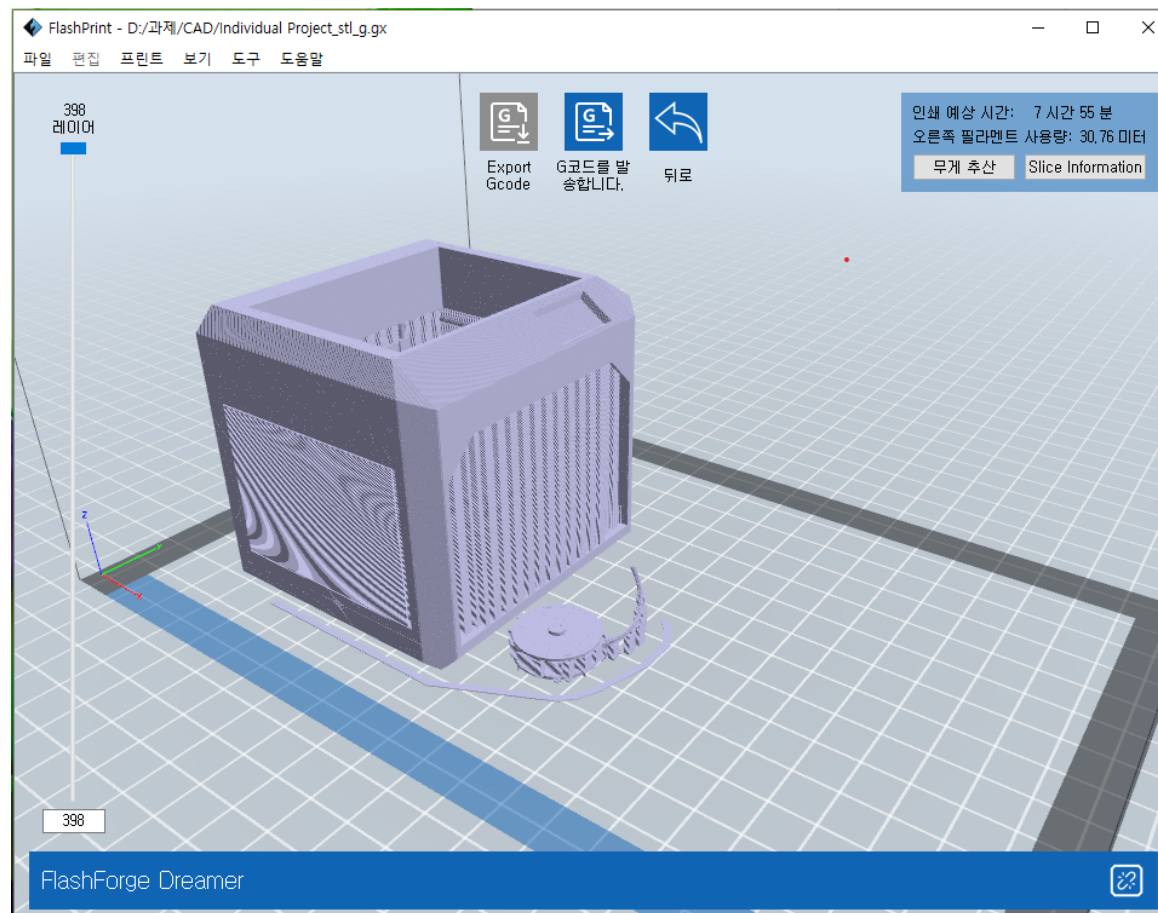 FlashPrint - D:/과제/CAD/Individual Project_stl_g.gx
파일 편집 프린트 보기 도구 도움말
398
레이어
Export
Gcode
G코드를 발
송합니다.
뒤로
인쇄 예상 시간: 7 시간 55 분
오른쪽 필라멘트 사용량: 30,76 미터
무게 추산 Slice Information
z
y
x
398
FlashForge Dreamer